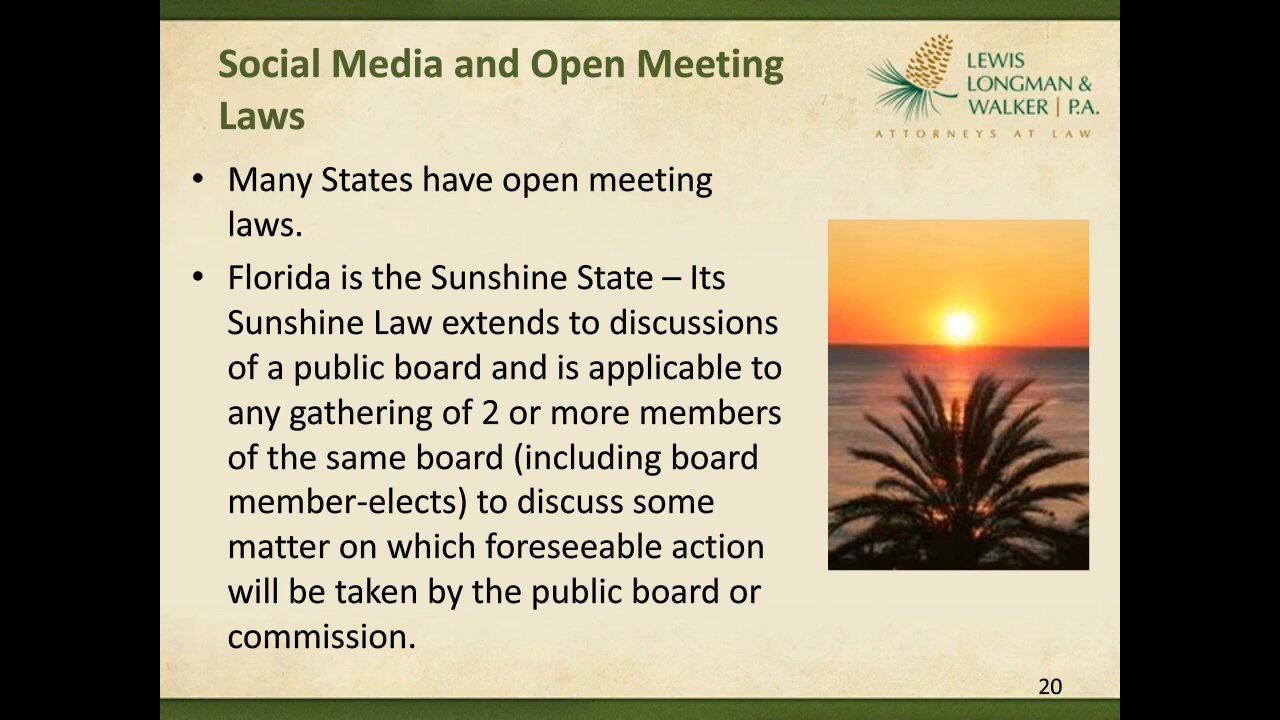 Social Media and Open Meeting
Laws
LEWIS
LONGMAN &
WALKER | P.A.
ATTORNEYS AT LAW
• Many States have open meeting
laws.
• Florida is the Sunshine State – Its
Sunshine Law extends to discussions
of a public board and is applicable to
any gathering of 2 or more members
of the same board (including board
member-elects) to discuss some
matter on which foreseeable action
will be taken by the public board or
commission.
20